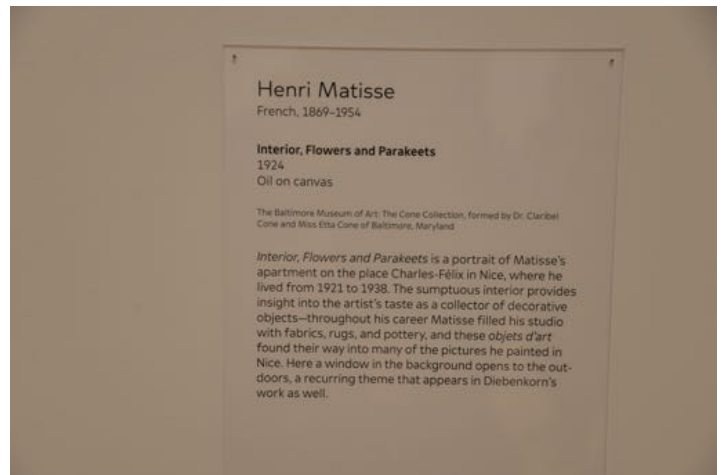 Henri Matisse
French, 1869–1954
Interior, Flowers and Parakeets
1924
Oil on canvas
The Baltimore Museum of Art: The Cone Collection, formed by Dr. Claribel
Cone and Miss Etta Cone of Baltimore, Maryland
Interior, Flowers and Parakeets is a portrait of Matisse's
apartment on the place Charles-Félix in Nice, where he
lived from 1921 to 1938. The sumptuous interior provides
insight into the artist's taste as a collector of decorative
objects—throughout his career Matisse filled his studio
with fabrics, rugs, and pottery, and these objets d'art
found their way into many of the pictures he painted in
Nice. Here a window in the background opens to the out-
doors, a recurring theme that appears in Diebenkorn's
work as well.